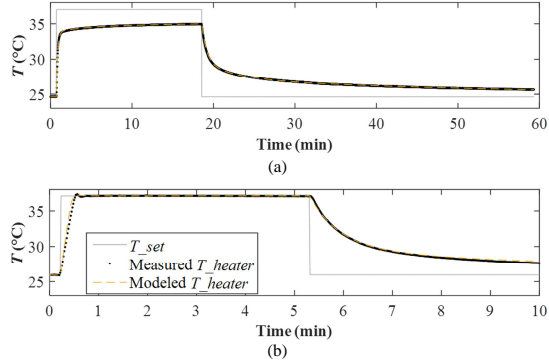 35
30
25
T (°C)
0 10 20 30 40 50 60
Time (min)
(a)
35
30
25
T (°C)
T_set
Measured T_heater
Modeled T_heater
0 1 2 3 4 5 6 7 8 9 10
Time (min)
(b)